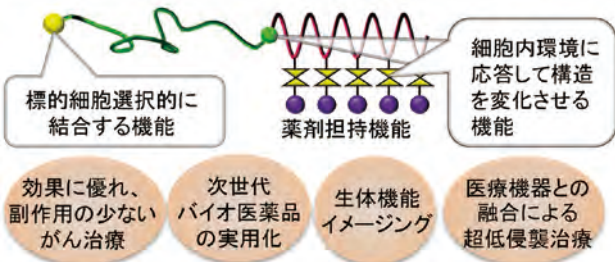 標的細胞選択的に
結合する機能
薬剤担持機能
細胞内環境に
応答して構造
を変化させる
機能
効果に優れ、
副作用の少ない
がん治療
次世代
バイオ医薬品
の実用化
生体機能
イメージング
医療機器との
融合による
超低侵襲治療